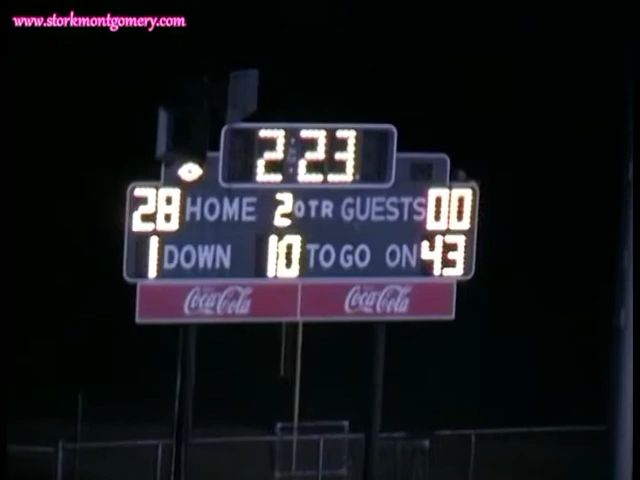 www.storkmontgomery.com
2:23
28 HOME 2 QTR GUESTS 00
1 DOWN 10 TO GO ON 43
Coca-Cola Coca-Cola